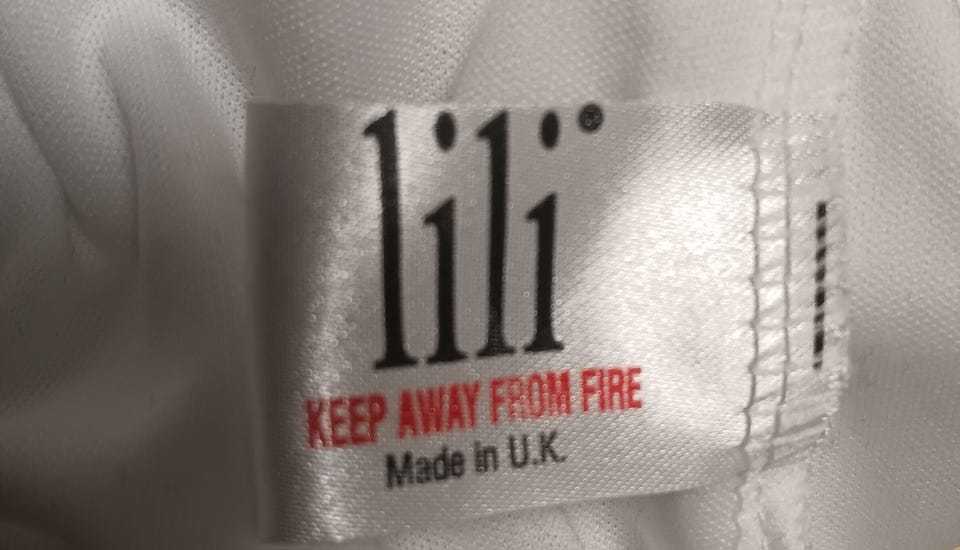 lili®
KEEP AWAY FROM FIRE
Made in U.K.